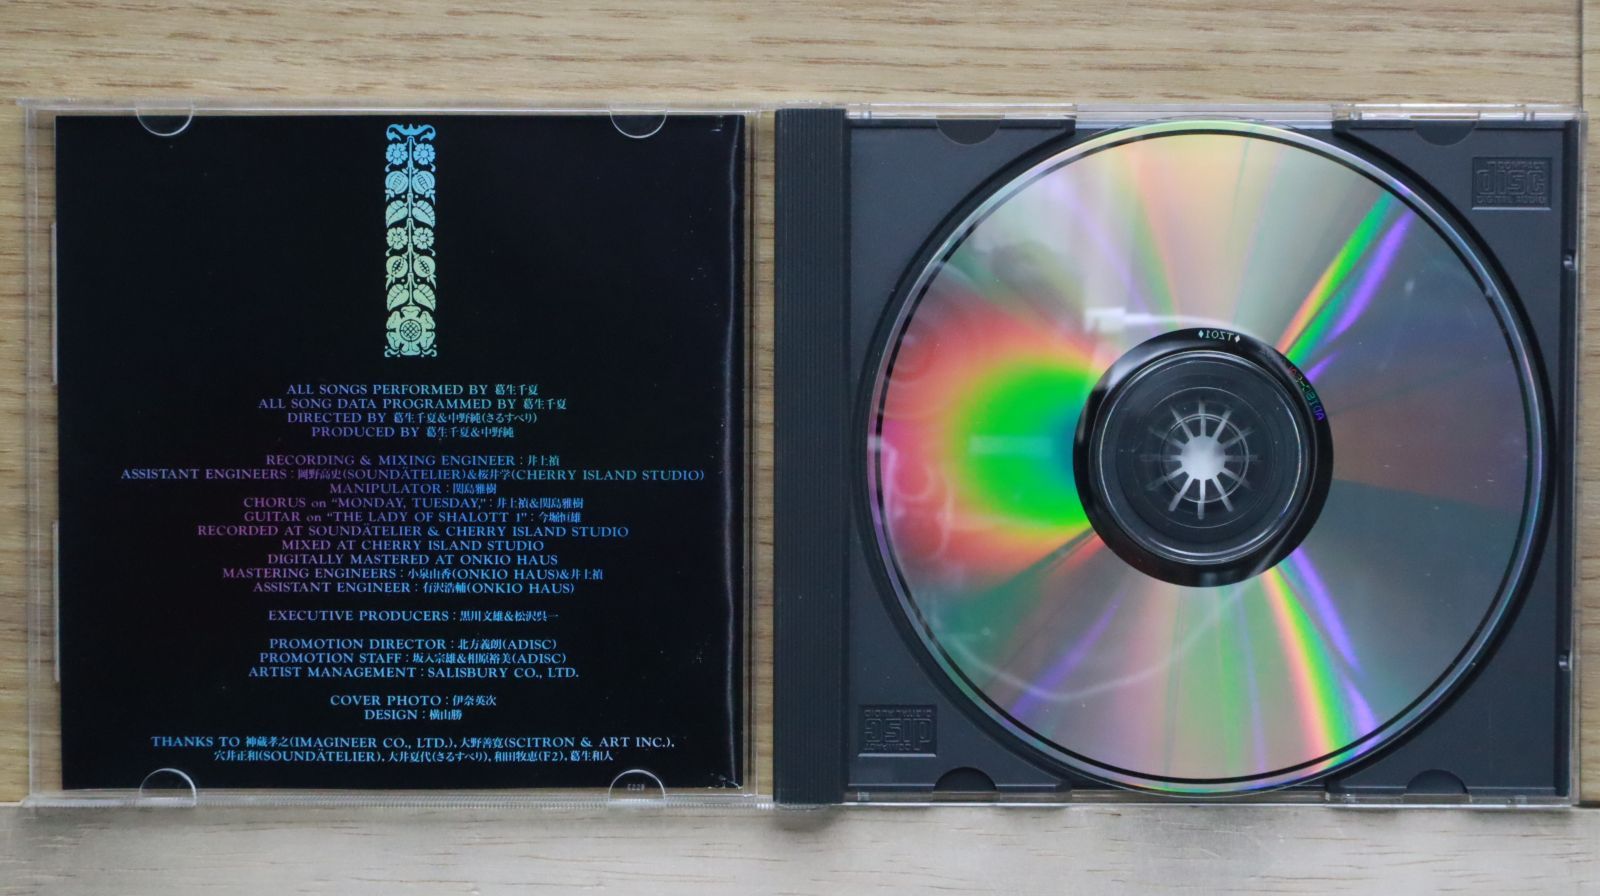 ALL SONGS PERFORMED BY 葛生千夏
ALL SONG DATA PROGRAMMED BY 葛生千夏
DIRECTED BY 葛生千夏&中野純(さるすべり)
PRODUCED BY 葛生千夏&中野純
RECORDING & MIXING ENGINEER : 井上禎
ASSISTANT ENGINEERS : 岡野高史(SOUNDÄTELIER)&桜井学(CHERRY ISLAND STUDIO)
MANIPULATOR : 関島雅樹
CHORUS on "MONDAY, TUESDAY," : 井上禎&関島雅樹
GUITAR on "THE LADY OF SHALOTT 1" : 今堀恒雄
RECORDED AT SOUNDÄTELIER & CHERRY ISLAND STUDIO
MIXED AT CHERRY ISLAND STUDIO
DIGITALLY MASTERED AT ONKIO HAUS
MASTERING ENGINEERS : 小泉由香(ONKIO HAUS)&井上禎
ASSISTANT ENGINEER : 有沢浩輔(ONKIO HAUS)
EXECUTIVE PRODUCERS : 黒川文雄&松沢呉一
PROMOTION DIRECTOR : 北方義朗(ADISC)
PROMOTION STAFF : 坂入宗雄&相原裕美(ADISC)
ARTIST MANAGEMENT : SALISBURY CO., LTD.
COVER PHOTO : 伊奈英次
DESIGN : 横山勝
THANKS TO 神蔵孝之(IMAGINEER CO., LTD.), 大野善寛(SCITRON & ART INC.),
穴井正和(SOUNDÄTELIER), 大井夏代(さるすべり), 和田牧恵(F2), 葛生和人
COMPACT
disc
DIGITAL AUDIO
TZ01
COMPACT
disc
DIGITAL AUDIO